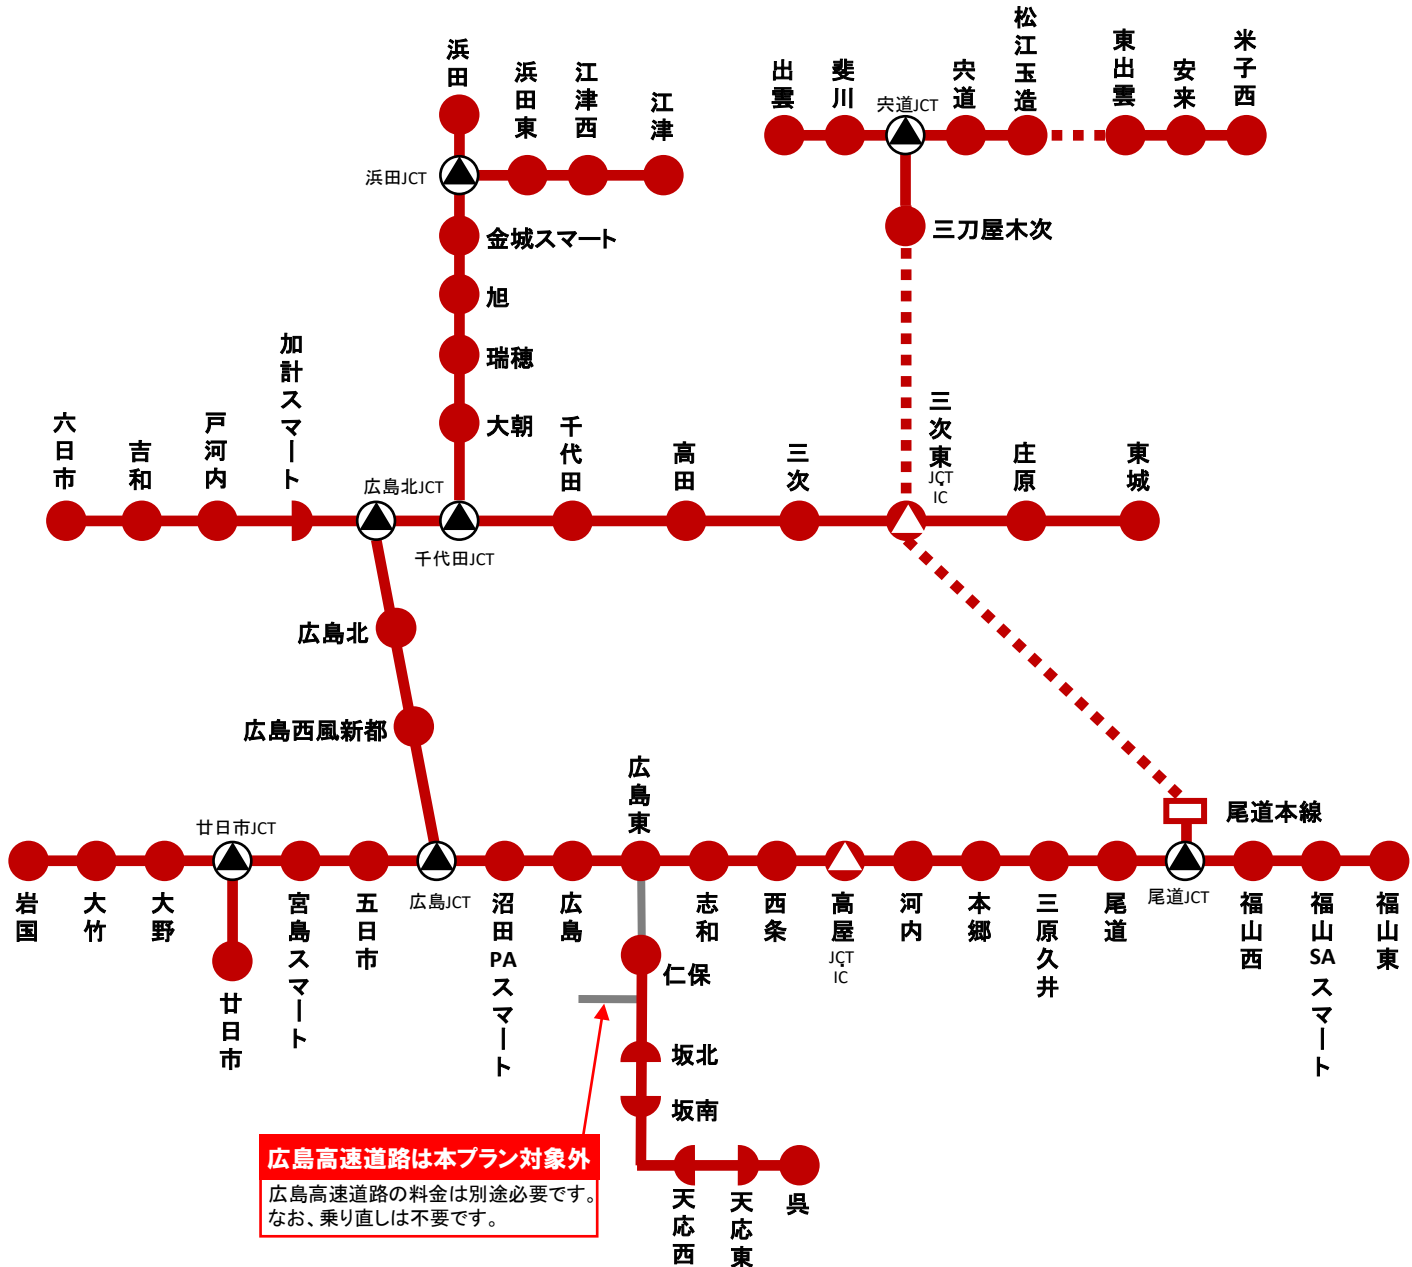 浜田
浜田東
江津西
江津
浜田JCT
金城スマート
旭
瑞穂
大朝
出雲
斐川
宍道JCT
宍道
松江玉造
東出雲
安来
米子西
三刀屋木次
六日市
吉和
戸河内
加計スマート
広島北JCT
千代田JCT
千代田
高田
三次
三次東
JCT・
IC
庄原
東城
広島北
広島西風新都
広島東
尾道本線
岩国
大竹
大野
廿日市JCT
廿日市
宮島スマート
五日市
広島JCT
沼田PAスマート
広島
志和
西条
高屋
JCT・
IC
河内
本郷
三原久井
尾道
尾道JCT
福山西
福山SAスマート
福山東
仁保
坂北
坂南
天応西
天応東
呉
広島高速道路は本プラン対象外
広島高速道路の料金は別途必要です。
なお、乗り直しは不要です。